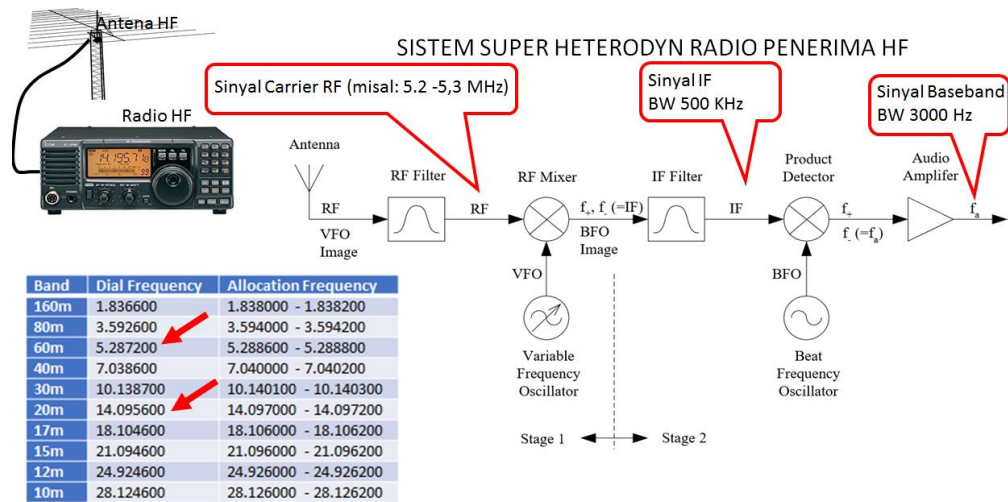 Antena HF
SISTEM SUPER HETERODYN RADIO PENERIMA HF
Radio HF
14.195.71
Sinyal Carrier RF (misal: 5.2 -5,3 MHz)
Sinyal IF
BW 500 KHz
Sinyal Baseband
BW 3000 Hz
Antenna
RF Filter
RF Mixer
IF Filter
Product
Detector
Audio
Amplifer
RF
VFO
Image
RF
f+, f- (=IF)
BFO
Image
IF
f+
f- (=fa)
fa
VFO
BFO
Variable
Frequency
Oscillator
Beat
Frequency
Oscillator
Stage 1
Stage 2
Band Dial Frequency Allocation Frequency
160m 1.836600 1.838000 - 1.838200
80m 3.592600 3.594000 - 3.594200
60m 5.287200 5.288600 - 5.288800
40m 7.038600 7.040000 - 7.040200
30m 10.138700 10.140100 - 10.140300
20m 14.095600 14.097000 - 14.097200
17m 18.104600 18.106000 - 18.106200
15m 21.094600 21.096000 - 21.096200
12m 24.924600 24.926000 - 24.926200
10m 28.124600 28.126000 - 28.126200